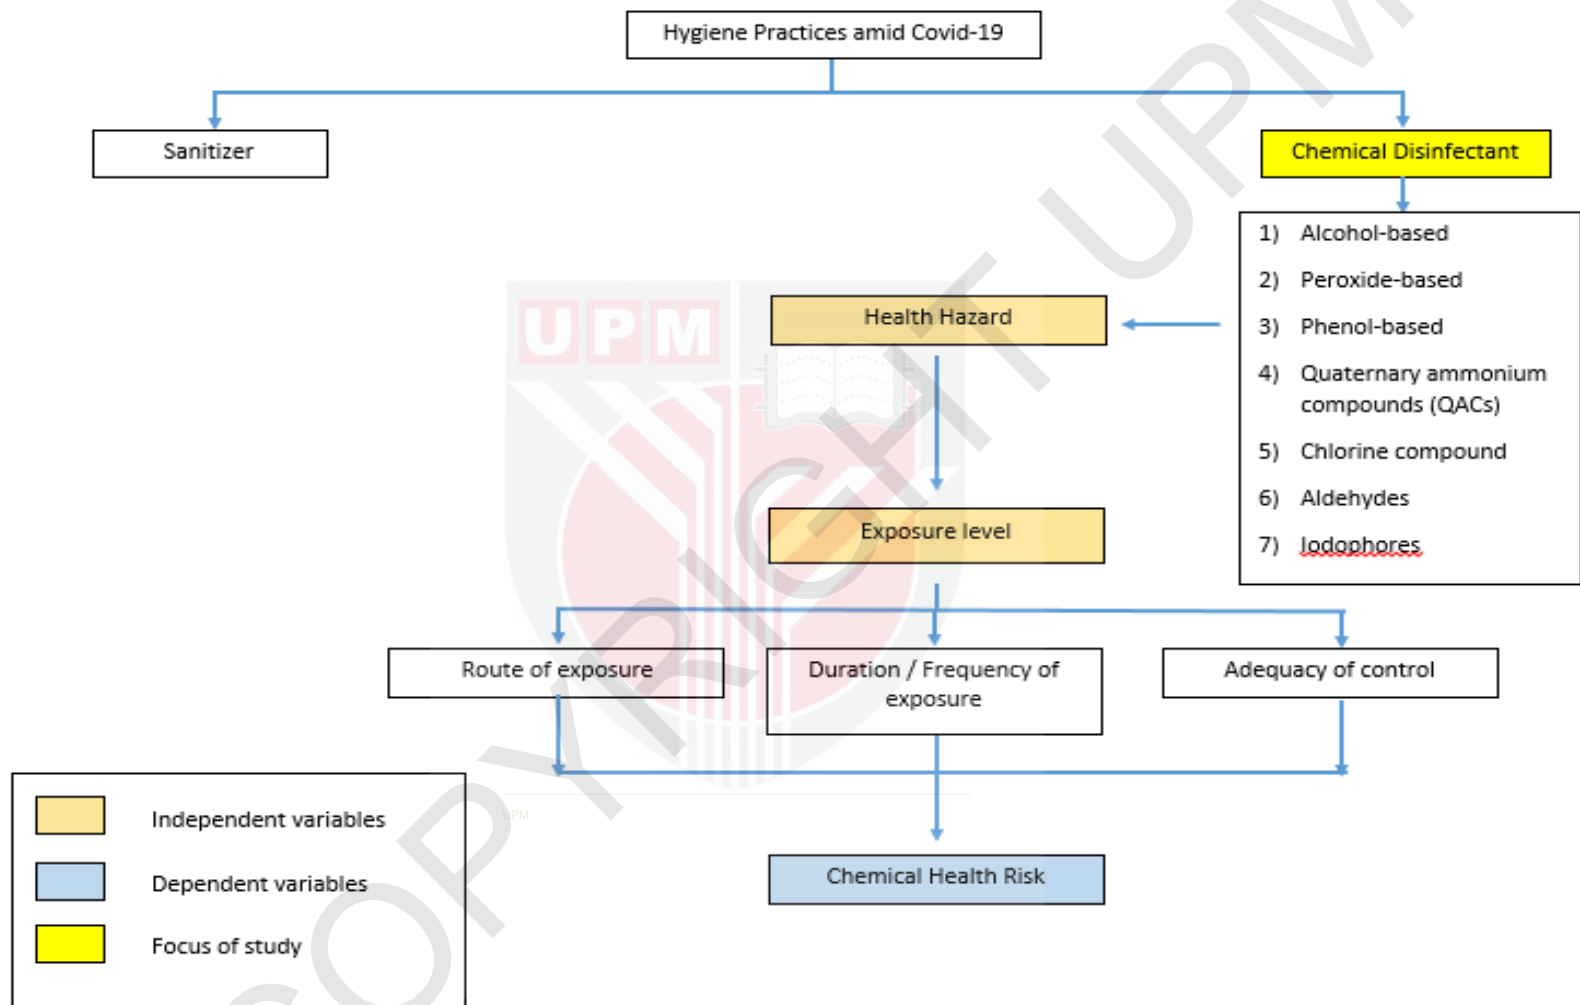 Hygiene Practices amid Covid-19
Sanitizer
Chemical Disinfectant
1) Alcohol-based
2) Peroxide-based
3) Phenol-based
4) Quaternary ammonium
compounds (QACs)
5) Chlorine compound
6) Aldehydes
7) Iodophores
Health Hazard
Exposure level
Route of exposure
Duration / Frequency of
exposure
Adequacy of control
Chemical Health Risk
Independent variables
Dependent variables
Focus of study
UPM
UPM
COPYRIGHT UPM